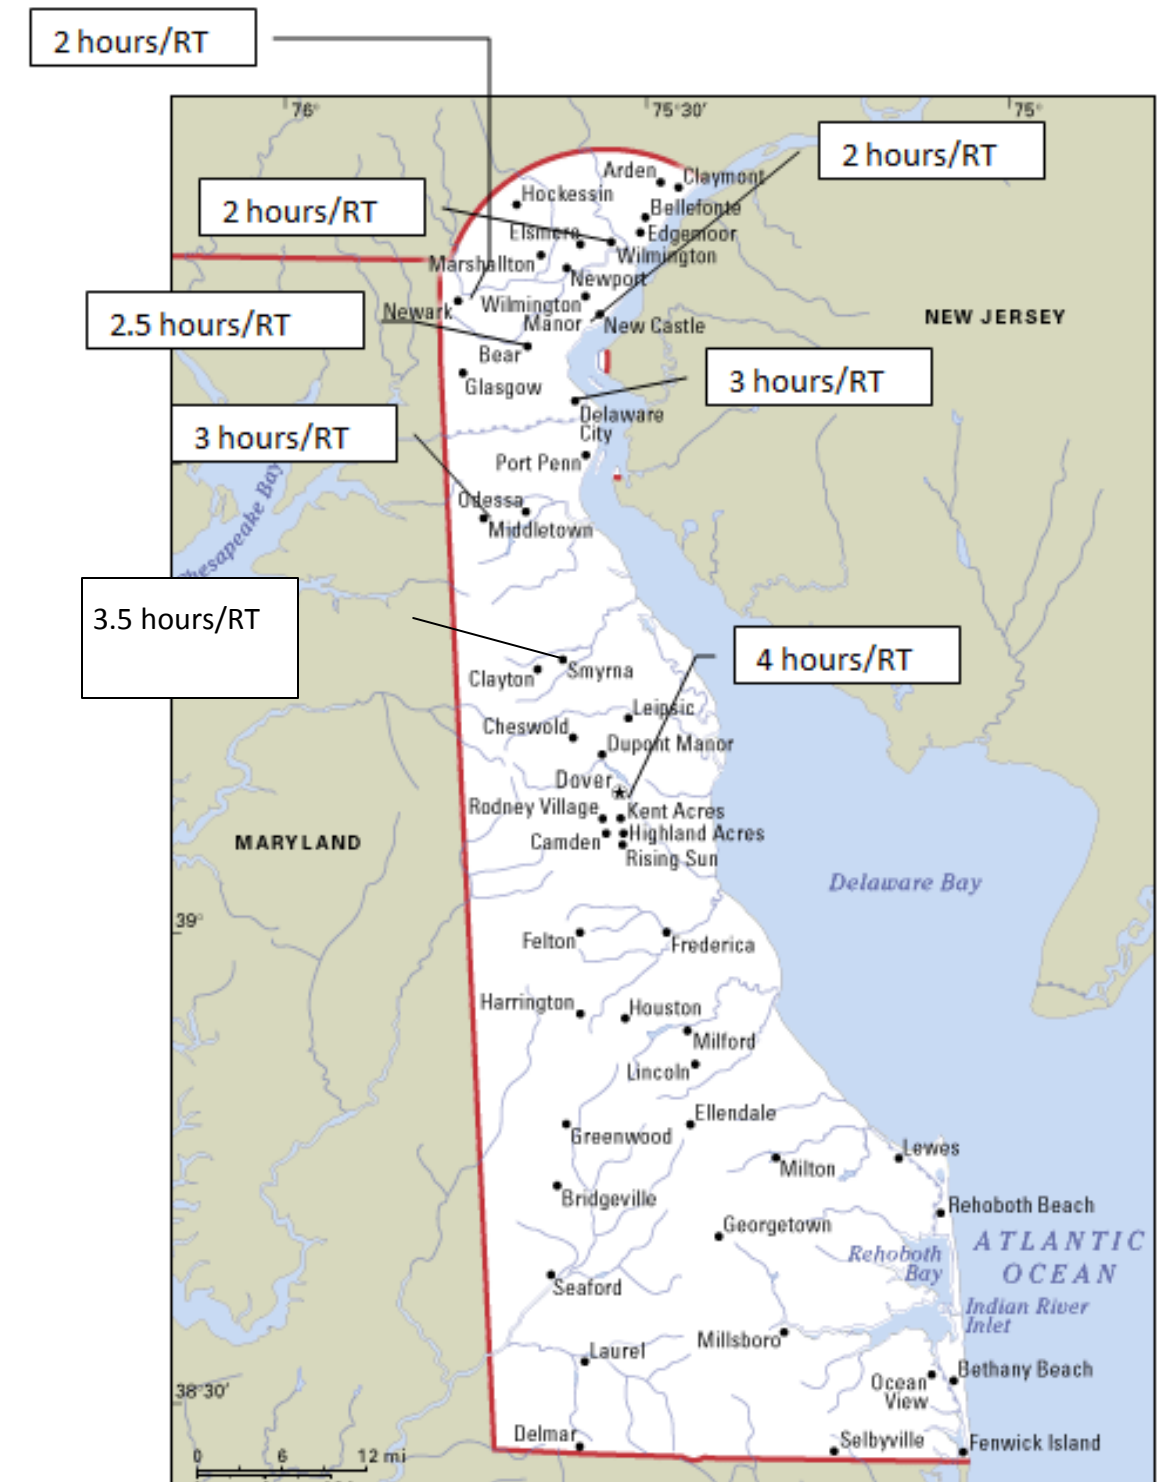 2 hours/RT
76°
75°30'
75°
2 hours/RT
Arden
Claymont
Hockessin
2 hours/RT
Bellefonte
Elsmere
Edgemoor
Wilmington
Marshallton
Newport
Newark
Wilmington
Manor
New Castle
NEW JERSEY
2.5 hours/RT
Bear
Glasgow
3 hours/RT
Delaware
City
3 hours/RT
Port Penn
Chesapeake Bay
Odessa
Middletown
3.5 hours/RT
4 hours/RT
Smyrna
Clayton
Leipsic
Cheswold
Dupont Manor
Dover
Rodney Village
Kent Acres
Highland Acres
Camden
Rising Sun
MARYLAND
Delaware Bay
39°
Felton
Frederica
Harrington
Houston
Milford
Lincoln
Ellendale
Greenwood
Lewes
Milton
Bridgeville
Rehoboth Beach
Georgetown
ATLANTIC
OCEAN
Rehoboth
Bay
Seaford
Indian River
Inlet
Millsboro
Laurel
Bethany Beach
Ocean
View
38°30'
Delmar
Selbyville
Fenwick Island
0 6 12 mi